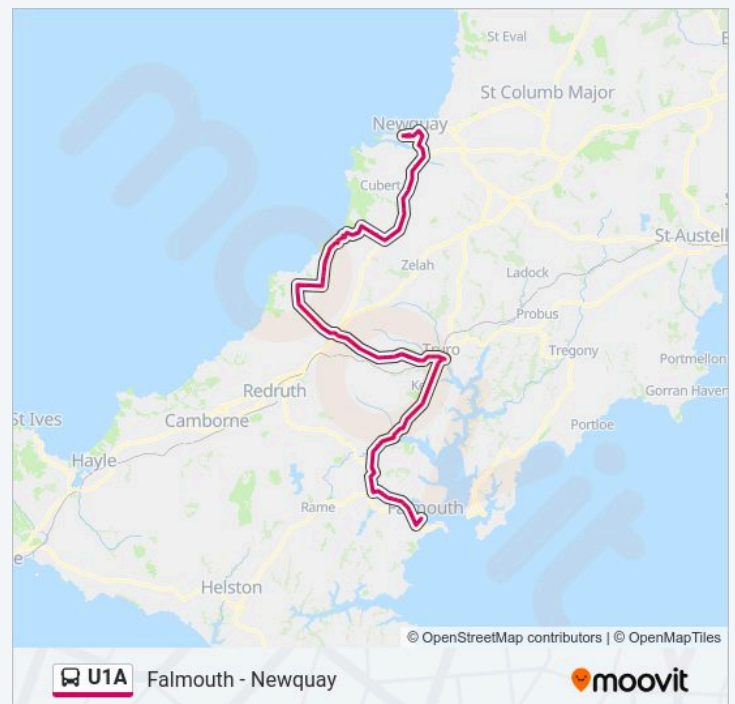 St Eval
St Columb Major
Newquay
Cubert
St Austell
Zelah
Ladock
Probus
Truro
Tregony
Portmellon
Redruth
Gorran Haven
St Ives
Camborne
Portloe
Hayle
Rame
Falmouth
Helston
© OpenStreetMap contributors | © OpenMapTiles
U1A Falmouth - Newquay
moovit